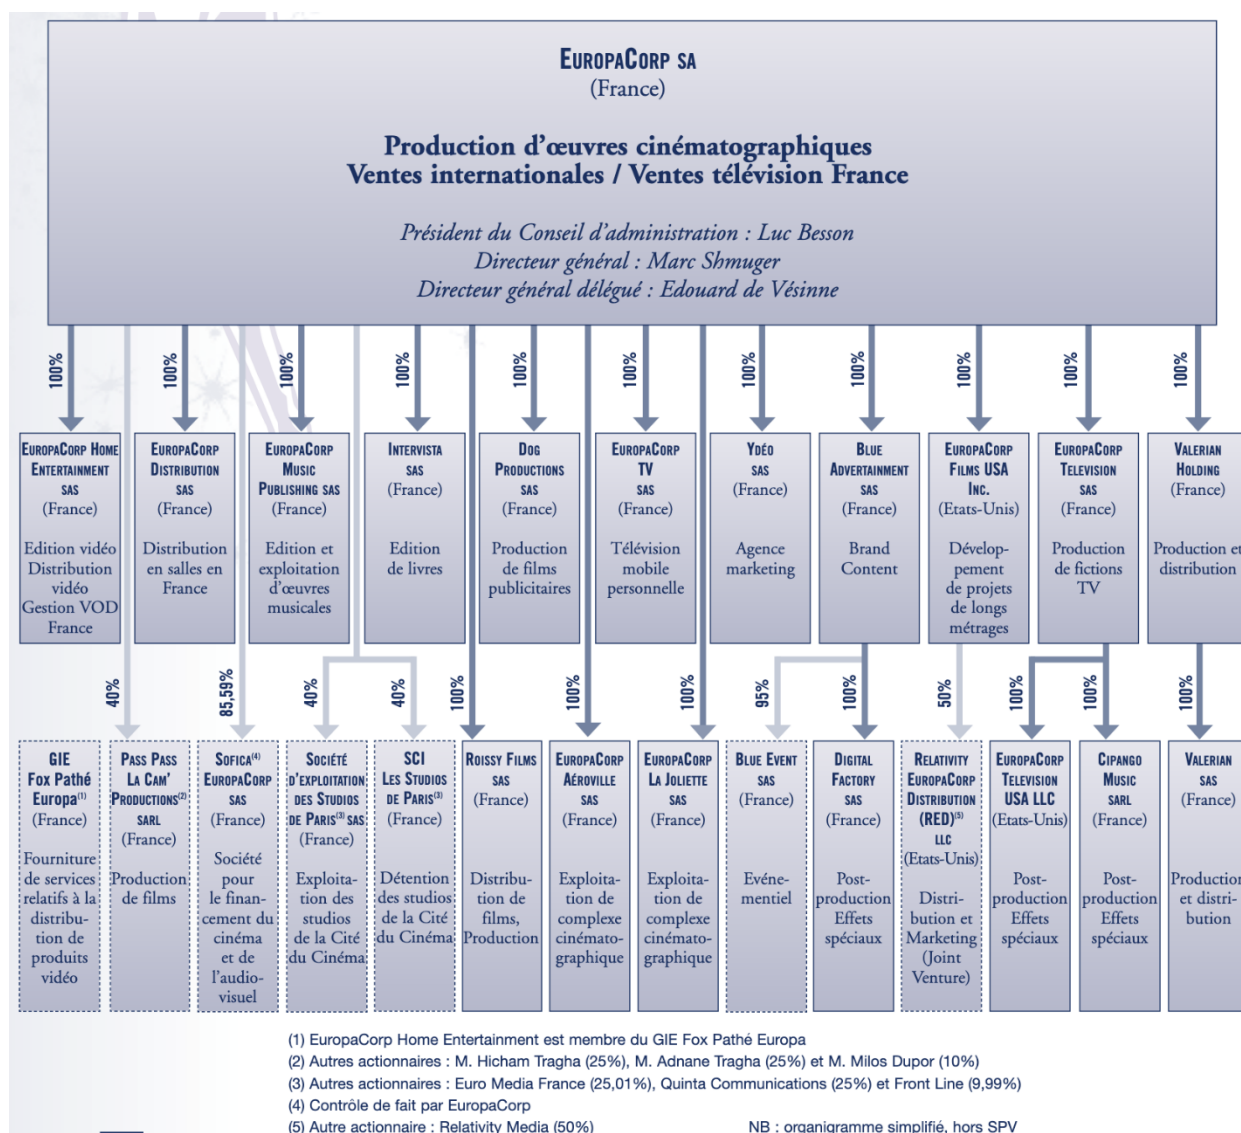 EuropaCorp SA
(France)
Production d'œuvres cinématographiques
Ventes internationales / Ventes télévision France
Président du Conseil d'administration : Luc Besson
Directeur général : Marc Shmuger
Directeur général délégué : Edouard de Vésinne
100%
100%
100%
100%
100%
100%
100%
100%
100%
100%
100%
EuropaCorp Home
Entertainment
SAS
(France)
Edition vidéo
Distribution
vidéo
Gestion VOD
France
EuropaCorp
Distribution
SAS
(France)
Distribution
en salles en
France
EuropaCorp
Music
Publishing SAS
(France)
Edition et
exploitation
d'œuvres
musicales
Intervista
SAS
(France)
Edition
de livres
Dog
Productions
SAS
(France)
Production
de films
publicitaires
EuropaCorp
TV
SAS
(France)
Télévision
mobile
personnelle
Ydéo
SAS
(France)
Agence
marketing
Blue
Advertainment
SAS
(France)
Brand
Content
EuropaCorp
Films USA
Inc.
(Etats-Unis)
Dévelop-
pement
de projets
de longs
métrages
EuropaCorp
Television
SAS
(France)
Production
de fictions
TV
Valerian
Holding
(France)
Production et
distribution
40%
85,59%
40%
40%
100%
100%
100%
95%
100%
50%
100%
100%
100%
GIE
Fox Pathé
Europa(1)
(France)
Fourniture
de services
relatifs à la
distribu-
tion de
produits
vidéo
Pass Pass
La Cam'
Productions(2)
SARL
(France)
Production
de films
Sofica(4)
EuropaCorp
SAS
(France)
Société
pour
le finan-
cement du
cinéma
et de
l'audio-
visuel
Société
d'exploitation
des Studios
de Paris(3) SAS
(France)
Exploita-
tion des
studios
de la Cité
du Cinéma
SCI
Les Studios
de Paris(3)
(France)
Détention
des studios
de la Cité
du Cinéma
Roissy Films
SAS
(France)
Distribu-
tion de
films,
Production
EuropaCorp
Aéroville
SAS
(France)
Exploita-
tion de
complexe
cinémato-
graphique
EuropaCorp
La Joliette
SAS
(France)
Exploita-
tion de
complexe
cinémato-
graphique
Blue Event
SAS
(France)
Evéne-
mentiel
Digital
Factory
SAS
(France)
Post-
production
Effets
spéciaux
Relativity
EuropaCorp
Distribution
(RED)(5)
LLC
(Etats-Unis)
Distri-
bution et
Marketing
(Joint
Venture)
EuropaCorp
Television
USA LLC
(Etats-Unis)
Post-
production
Effets
spéciaux
Cipango
Music
SARL
(France)
Post-
production
Effets
spéciaux
Valerian
SAS
(France)
Production
et distri-
bution
(1) EuropaCorp Home Entertainment est membre du GIE Fox Pathé Europa
(2) Autres actionnaires : M. Hicham Tragha (25%), M. Adnane Tragha (25%) et M. Milos Dupor (10%)
(3) Autres actionnaires : Euro Media France (25,01%), Quinta Communications (25%) et Front Line (9,99%)
(4) Contrôle de fait par EuropaCorp
(5) Autre actionnaire : Relativity Media (50%)
NB : organigramme simplifié, hors SPV